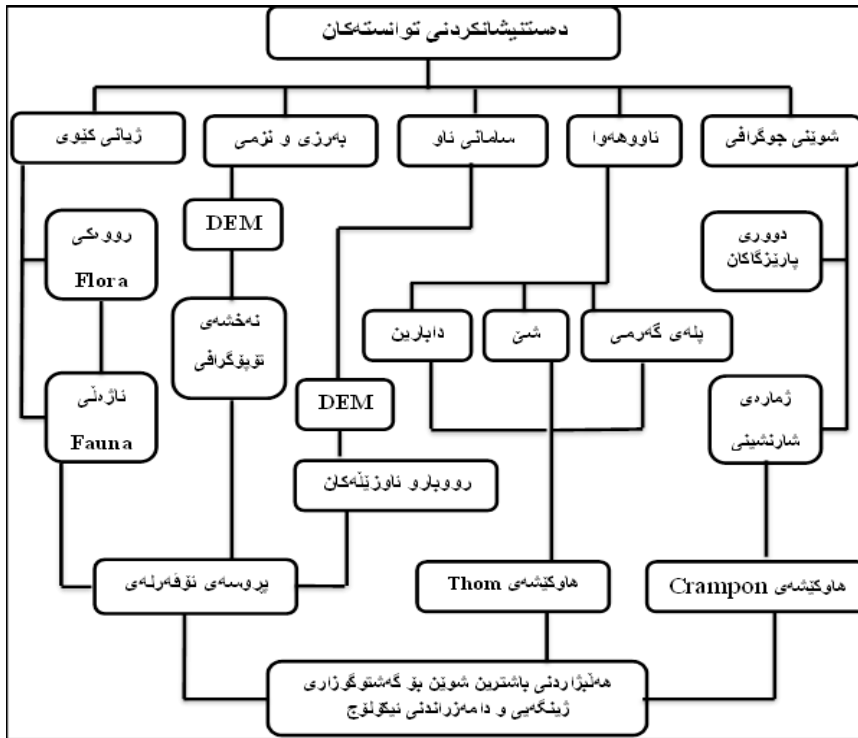 دەستنیشانکردنی توانستەکان
شوێنی جوگرافی
ئاووهەوا
سامانی ئاو
بەرزی و نزمی
ژیانی کێوی
دووری
پارێزگاکان
DEM
ڕووەکی
Flora
نەخشەی
تۆپۆگرافی
پلەی گەرمی
شێ
دابارین
ژمارەی
شارنشینی
DEM
ئاژەڵی
Fauna
ڕووبارو ئاوزێڵەکان
هاوکێشەی Crampon
هاوکێشەی Thom
پروسەی ئۆفەرلەی
هەڵبژاردنی باشترین شوێن بۆ گەشتوگوزاری
ژینگەیی و دامەزراندنی ئیکۆلۆج